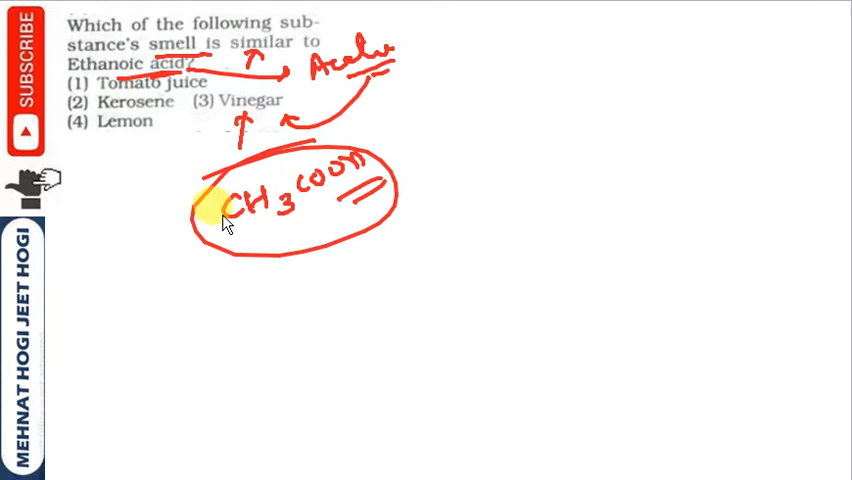 Which of the following sub-
stance's smell is similar to
Ethanoic acid?
(1) Tomato juice
(2) Kerosene (3) Vinegar
(4) Lemon
CH3COOH
SUBSCRIBE
MEHNAT HOGI JEET HOGI